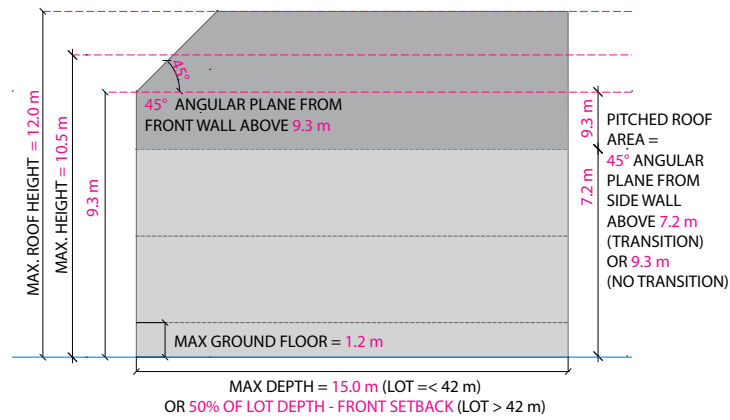 MAX. ROOF HEIGHT = 12.0 m
MAX. HEIGHT = 10.5 m
9.3 m
45°
45° ANGULAR PLANE FROM
FRONT WALL ABOVE 9.3 m
9.3 m
7.2 m
PITCHED ROOF
AREA =
45° ANGULAR
PLANE FROM
SIDE WALL
ABOVE 7.2 m
(TRANSITION)
OR 9.3 m
(NO TRANSITION)
MAX GROUND FLOOR = 1.2 m
MAX DEPTH = 15.0 m (LOT =< 42 m)
OR 50% OF LOT DEPTH - FRONT SETBACK (LOT > 42 m)